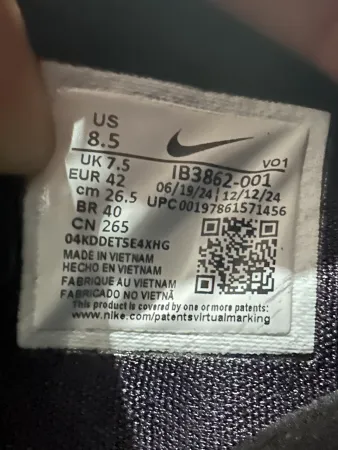 US
8.5
UK 7.5
EUR 42
cm 26.5
BR 40
CN 265
IB3862-001
VO1
06/19/24 | 12/12/24
UPC 00197861571456
04KDDETSE4XHG
MADE IN VIETNAM
HECHO EN VIETNAM
FABRIQUE AU VIETNAM
FABRICADO NO VIETNÃ
This product is covered by one or more patents:
www.nike.com/patentsvirtualmarking